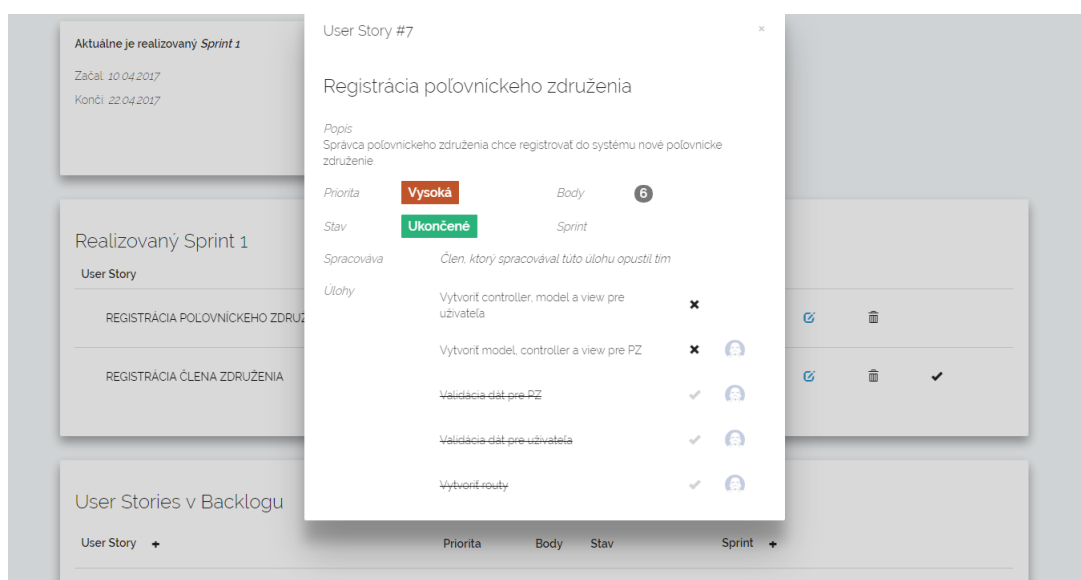 Aktuálne je realizovaný Sprint 1
Začal: 10.04.2017
Končí: 22.04.2017
User Story #7
×
Registrácia poľovníckeho združenia
Popis
Správca poľovníckeho združenia chce registrovať do systému nové poľovnícke
združenie.
Priorita Vysoká Body 6
Stav Ukončené Sprint
Spracováva Člen, ktorý spracovával túto úlohu opustil tím
Úlohy
Vytvoriť controller, model a view pre
užívateľa
Vytvoriť model, controller a view pre PZ
Validácia dát pre PZ
Validácia dát pre užívateľa
Vytvoriť routy
Realizovaný Sprint 1
User Story
REGISTRÁCIA POĽOVNÍCKEHO ZDRUŽ
REGISTRÁCIA ČLENA ZDRUŽENIA
User Stories v Backlogu
User Story + Priorita Body Stav Sprint +